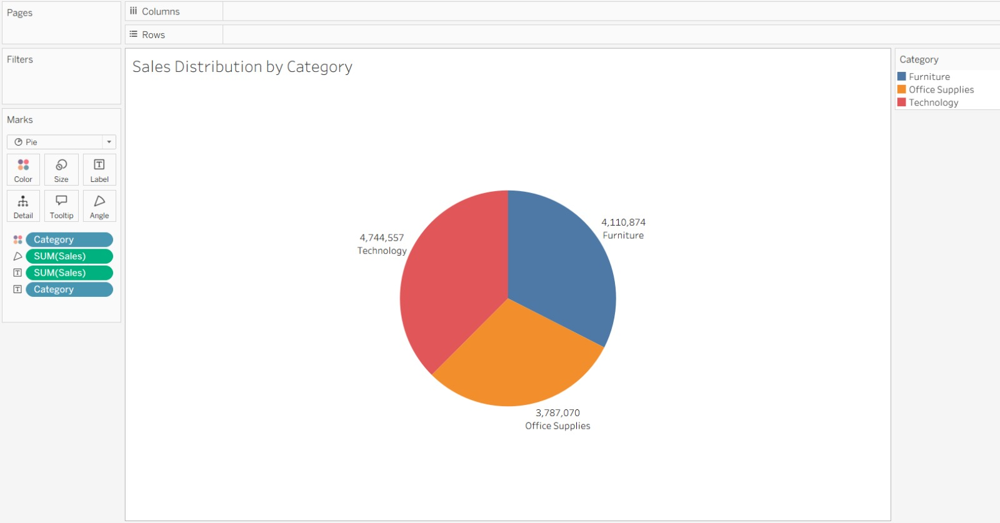 Pages
Columns
Rows
Filters
Marks
Pie
Color
Size
Label
Detail
Tooltip
Angle
Category
SUM(Sales)
SUM(Sales)
Category
Sales Distribution by Category
4,110,874
Furniture
4,744,557
Technology
3,787,070
Office Supplies
Category
Furniture
Office Supplies
Technology